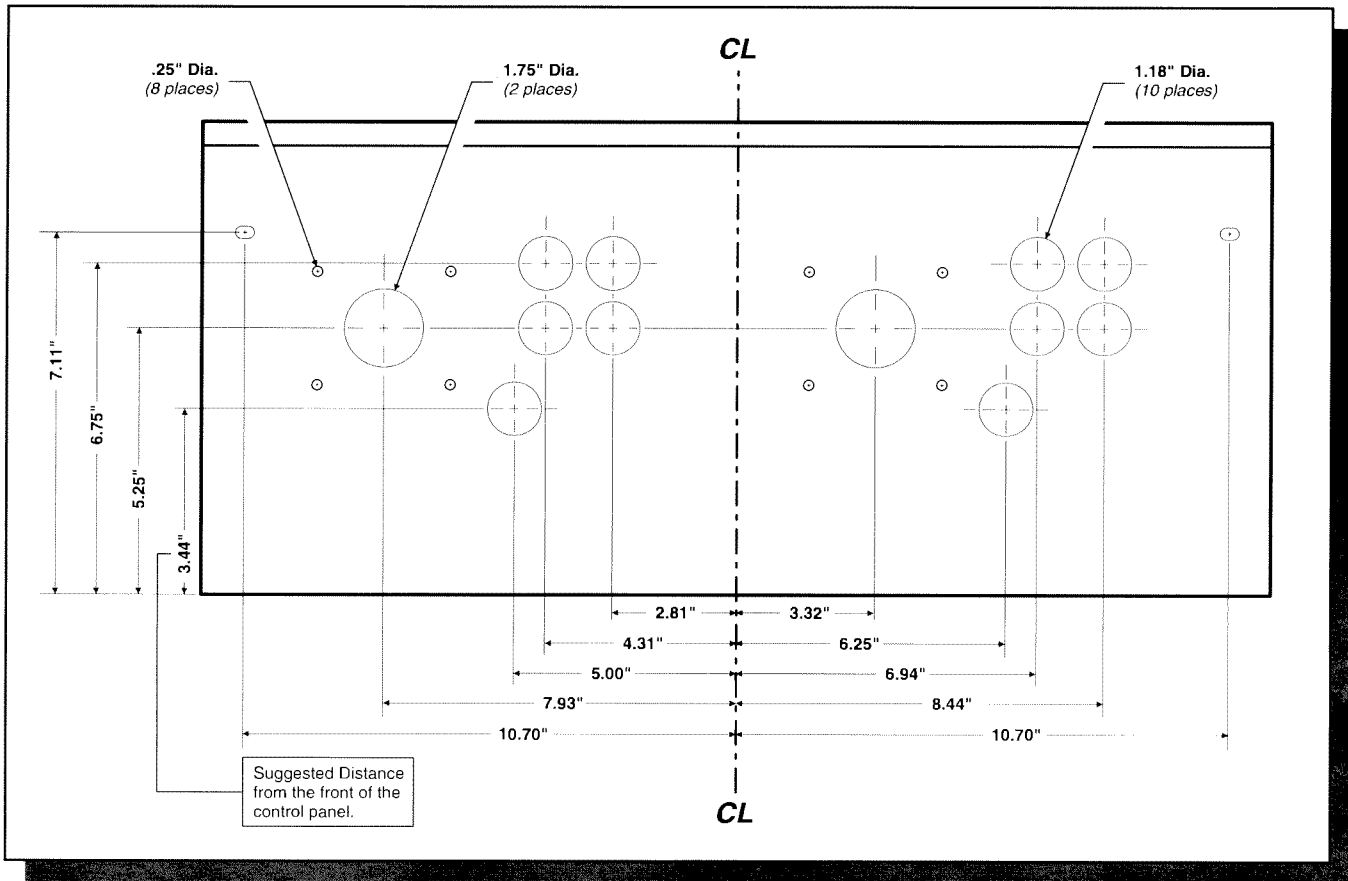 CL
.25" Dia.
(8 places)
1.75" Dia.
(2 places)
1.18" Dia.
(10 places)
7.11"
6.75"
5.25"
3.44"
2.81"
3.32"
4.31"
6.25"
5.00"
6.94"
7.93"
8.44"
10.70"
10.70"
Suggested Distance
from the front of the
control panel.
CL